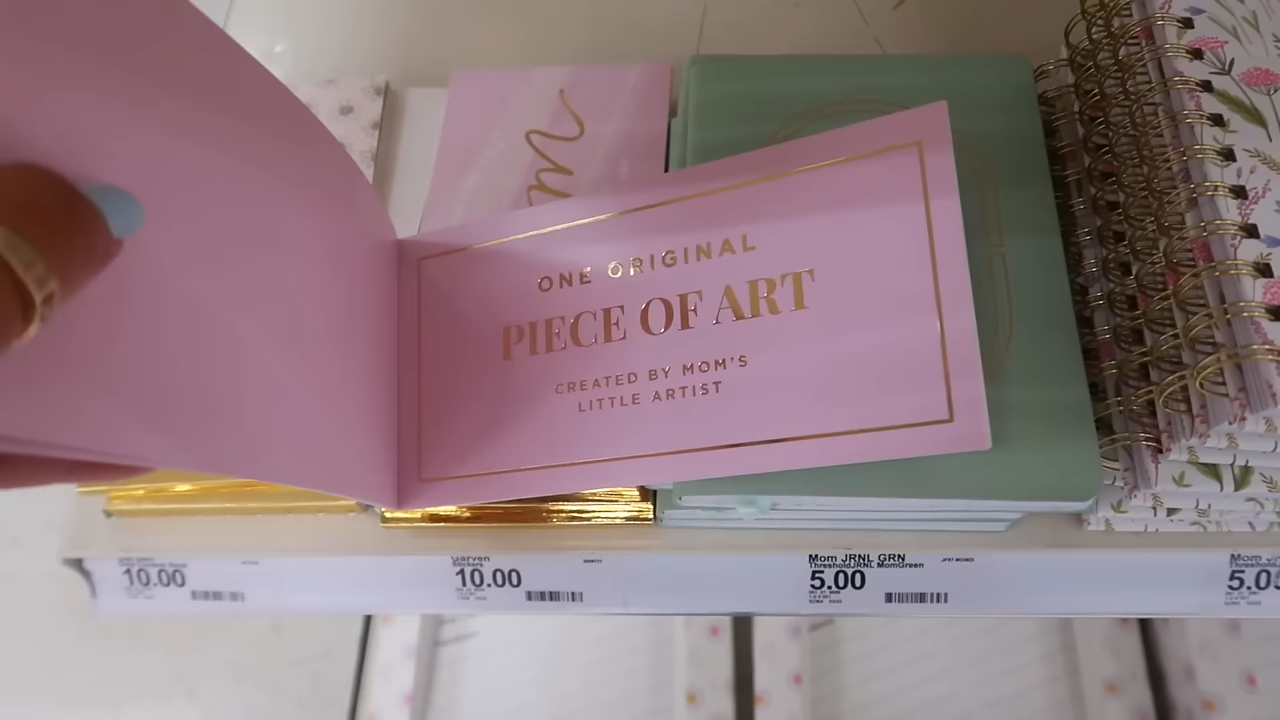 m
ONE ORIGINAL
PIECE OF ART
CREATED BY MOM'S
LITTLE ARTIST
10.00
Garven
Stickers
10.00
Mom JRNL GRN
ThresholdJRNL MomGreen
5.00
Mom
5.0